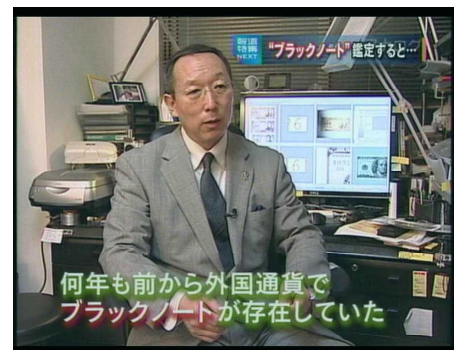 報道特集
NEXT
“ブラックノート”鑑定すると…
何年も前から外国通貨で
ブラックノートが存在していた